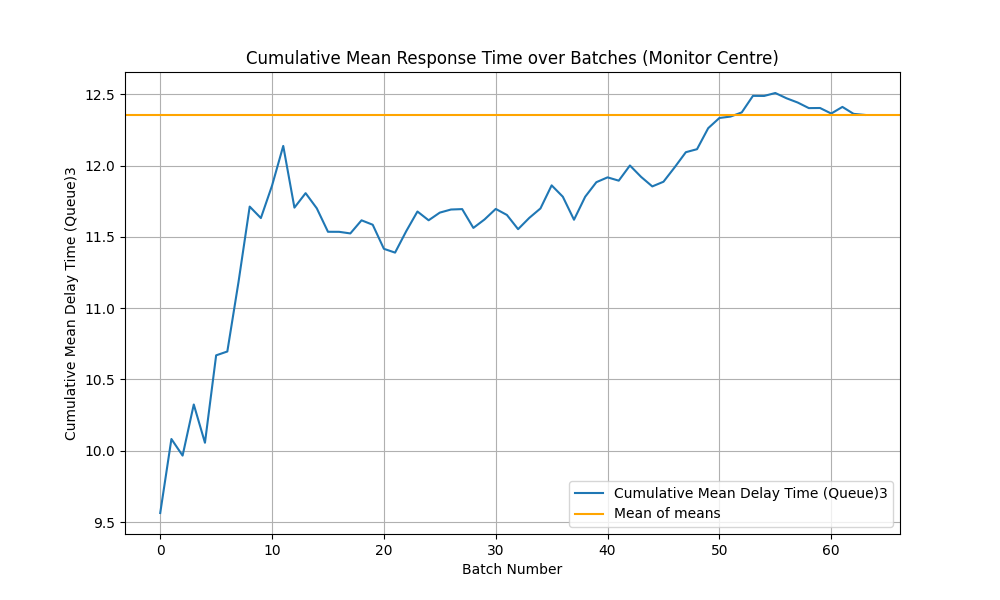 Cumulative Mean Response Time over Batches (Monitor Centre)
Cumulative Mean Delay Time (Queue)3
12.5
12.0
11.5
11.0
10.5
10.0
9.5
0 10 20 30 40 50 60
Batch Number
Cumulative Mean Delay Time (Queue)3
Mean of means